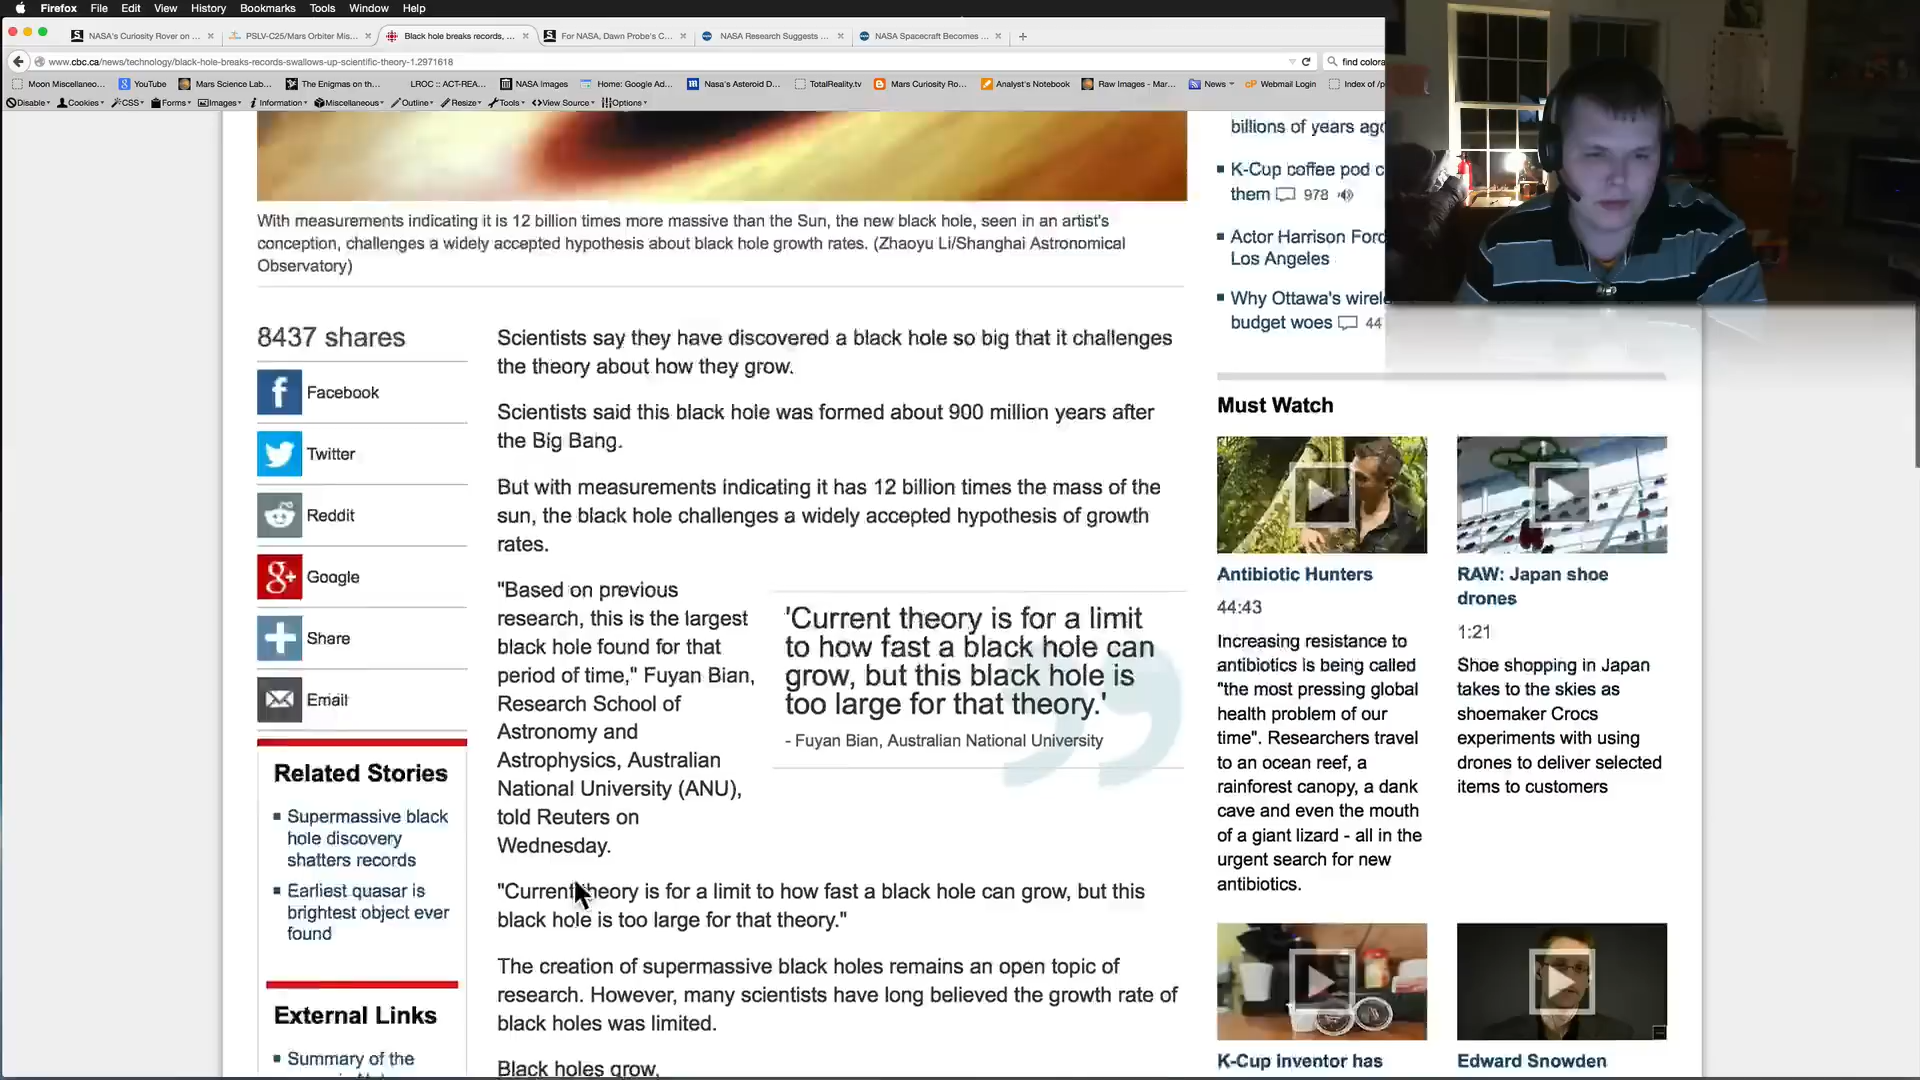 Firefox File Edit View History Bookmarks Tools Window Help
NASA's Curiosity Rover on ... PSLV-C25/Mars Orbiter Mis... Black hole breaks records, ... For NASA, Dawn Probe's C... NASA Research Suggests ... NASA Spacecraft Becomes ...
www.cbc.ca/news/technology/black-hole-breaks-records-swallows-up-scientific-theory-1.2971618 find colora
Moon Miscellaneo... YouTube Mars Science Lab... The Enigmas on th... LROC :: ACT-REA... NASA Images Home: Google Ad... Nasa's Asteroid D... TotalReality.tv Mars Curiosity Ro... Analyst's Notebook Raw Images - Mar... News Webmail Login Index of /p
Disable Cookies CSS Forms Images Information Miscellaneous Outline Resize Tools View Source Options
With measurements indicating it is 12 billion times more massive than the Sun, the new black hole, seen in an artist's
conception, challenges a widely accepted hypothesis about black hole growth rates. (Zhaoyu Li/Shanghai Astronomical
Observatory)
8437 shares
Facebook
Twitter
Reddit
Google
Share
Email
Related Stories
Supermassive black
hole discovery
shatters records
Earliest quasar is
brightest object ever
found
External Links
Summary of the
Scientists say they have discovered a black hole so big that it challenges
the theory about how they grow.
Scientists said this black hole was formed about 900 million years after
the Big Bang.
But with measurements indicating it has 12 billion times the mass of the
sun, the black hole challenges a widely accepted hypothesis of growth
rates.
"Based on previous
research, this is the largest
black hole found for that
period of time," Fuyan Bian,
Research School of
Astronomy and
Astrophysics, Australian
National University (ANU),
told Reuters on
Wednesday.
'Current theory is for a limit
to how fast a black hole can
grow, but this black hole is
too large for that theory.'
- Fuyan Bian, Australian National University
"Current theory is for a limit to how fast a black hole can grow, but this
black hole is too large for that theory."
The creation of supermassive black holes remains an open topic of
research. However, many scientists have long believed the growth rate of
black holes was limited.
Black holes grow,
billions of years ago
K-Cup coffee pod c
them 978
Actor Harrison Ford
Los Angeles
Why Ottawa's wirel
budget woes 44
Must Watch
Antibiotic Hunters
44:43
Increasing resistance to
antibiotics is being called
"the most pressing global
health problem of our
time". Researchers travel
to an ocean reef, a
rainforest canopy, a dank
cave and even the mouth
of a giant lizard - all in the
urgent search for new
antibiotics.
RAW: Japan shoe
drones
1:21
Shoe shopping in Japan
takes to the skies as
shoemaker Crocs
experiments with using
drones to deliver selected
items to customers
K-Cup inventor has
Edward Snowden